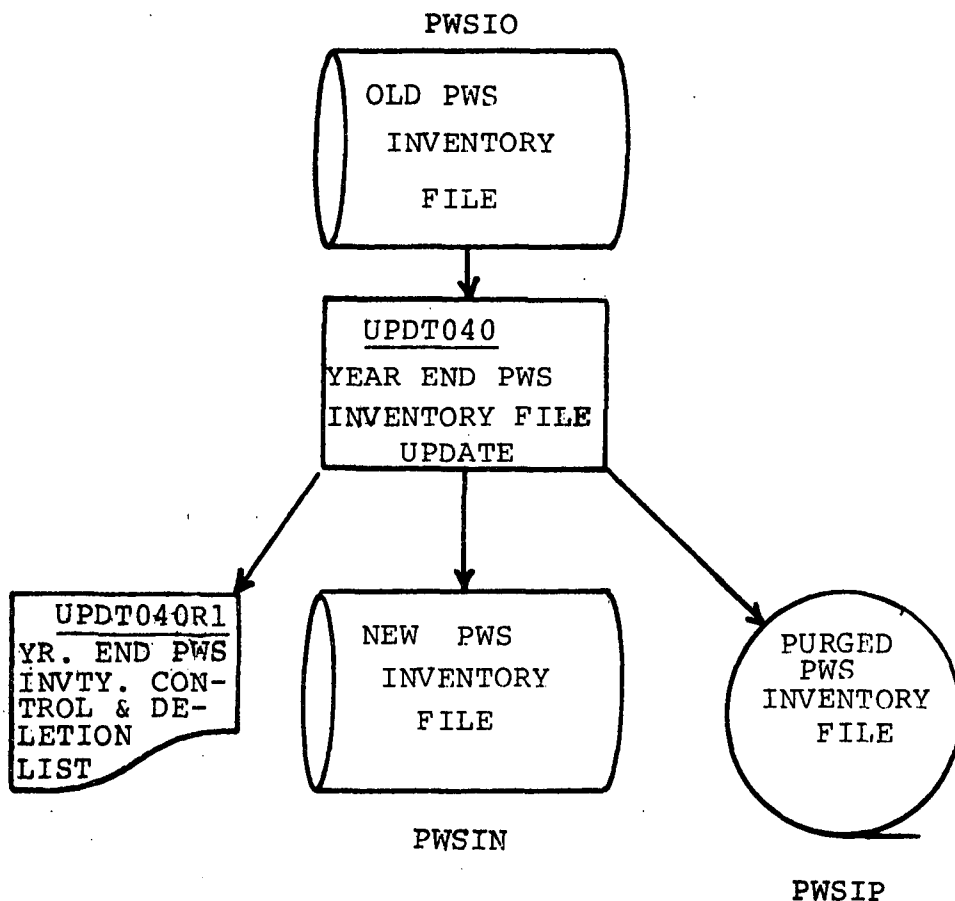 PWSIO
OLD PWS
INVENTORY
FILE
UPDT040
YEAR END PWS
INVENTORY FILE
UPDATE
UPDT040R1
YR. END PWS
INVTY. CON-
TROL & DE-
LETION
LIST
NEW PWS
INVENTORY
FILE
PWSIN
PURGED
PWS
INVENTORY
FILE
PWSIP